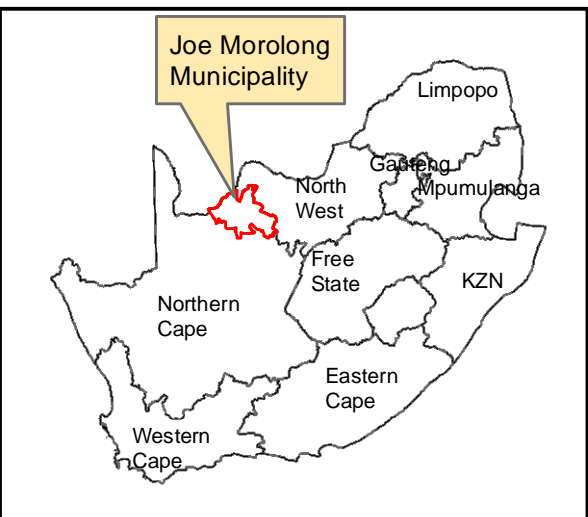 Joe Morolong
Municipality
Limpopo
Gauteng
Mpumulanga
North
West
Free
State
KZN
Northern
Cape
Eastern
Cape
Western
Cape